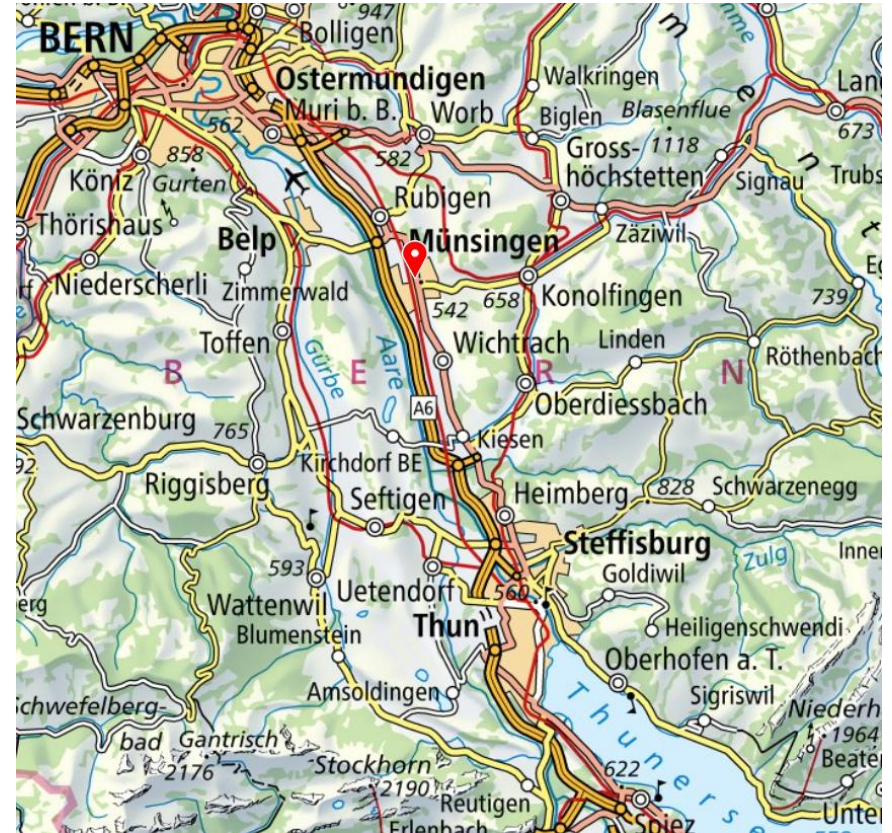 947
BERN
Bolligen
Ostermundigen
Walkringen
Muri b. B.
Worb
Biglen
Blasenflue
562
673
858
582
Gross-
höchstetten
1118
Köniz
Gurten
Signau
Trubs
Rubigen
Thörishaus
Belp
Münsingen
Zäziwil
Niederscherli
Zimmerwald
542
658
Konolfingen
739
Toffen
Gürbe
Aare
Wichtrach
Linden
Röthenbach
B E R N
A6
Oberdiessbach
Schwarzenburg
765
Kiesen
Kirchdorf BE
Riggisberg
Seftigen
Heimberg
828
Schwarzenegg
Steffisburg
Zulg
593
Uetendorf
560
Goldiwil
Wattenwil
Blumenstein
Thun
Heiligenschwendi
Oberhofen a. T.
Amsoldingen
Sigriswil
Schwefelberg-
bad
Gantrisch
2176
Stockhorn
2190
Thuners
1964
622
Reutigen
Erlenbach
Spiez